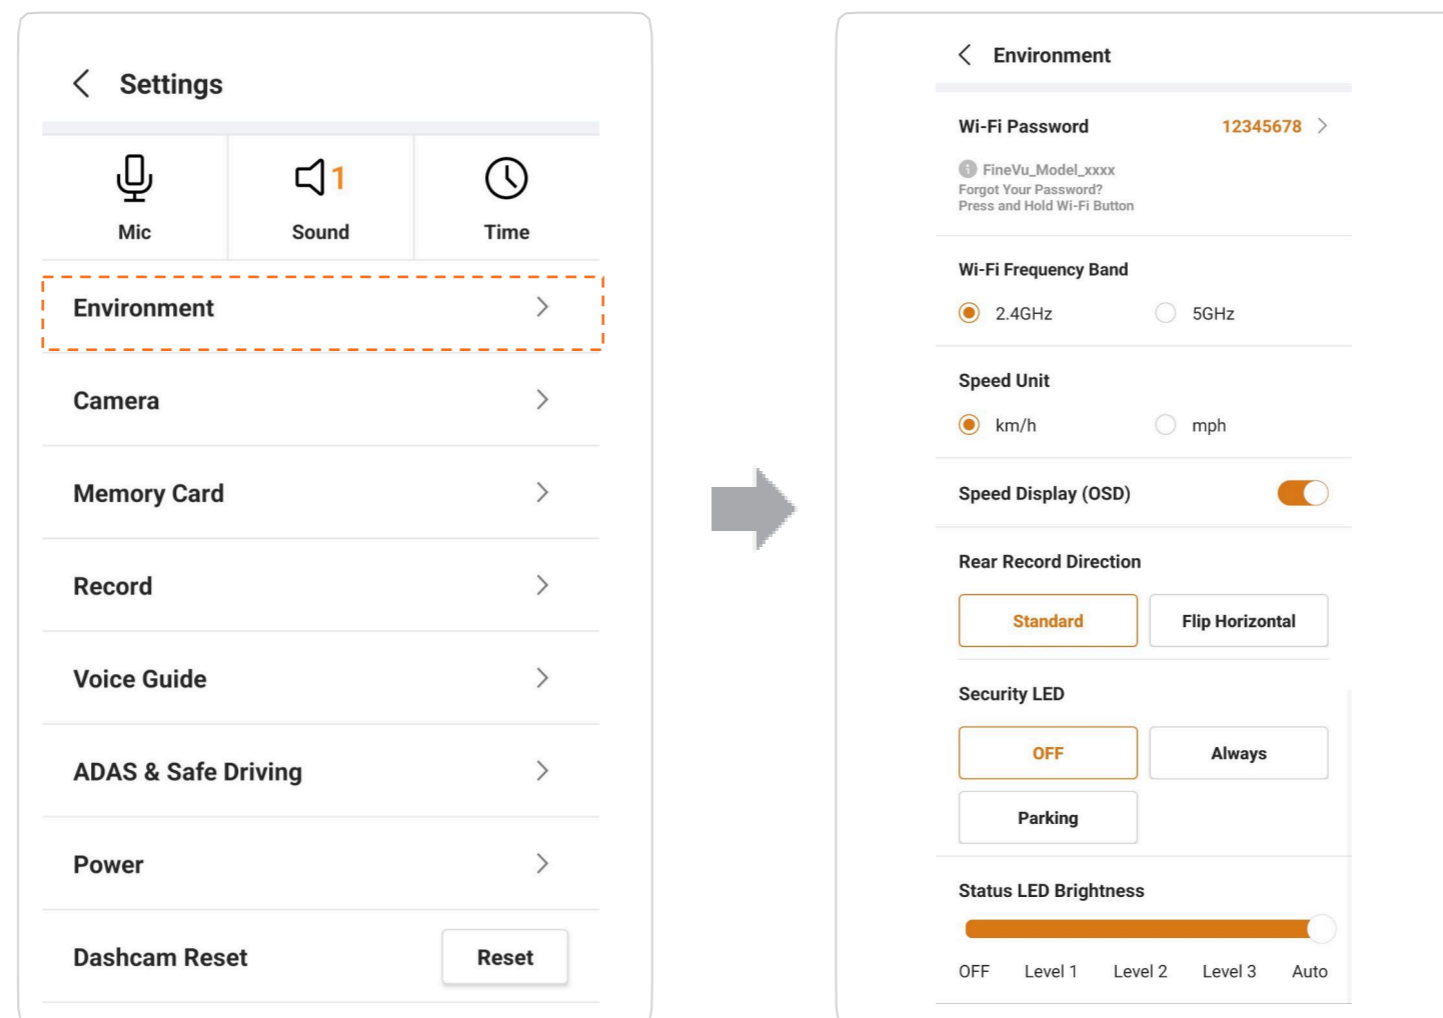 Settings
1
Mic
Sound
Time
Environment
Camera
Memory Card
Record
Voice Guide
ADAS & Safe Driving
Power
Dashcam Reset
Reset
Environment
Wi-Fi Password
12345678
FineVu_Model_xxxx
Forgot Your Password?
Press and Hold Wi-Fi Button
Wi-Fi Frequency Band
2.4GHz
5GHz
Speed Unit
km/h
mph
Speed Display (OSD)
Rear Record Direction
Standard
Flip Horizontal
Security LED
OFF
Always
Parking
Status LED Brightness
OFF
Level 1
Level 2
Level 3
Auto